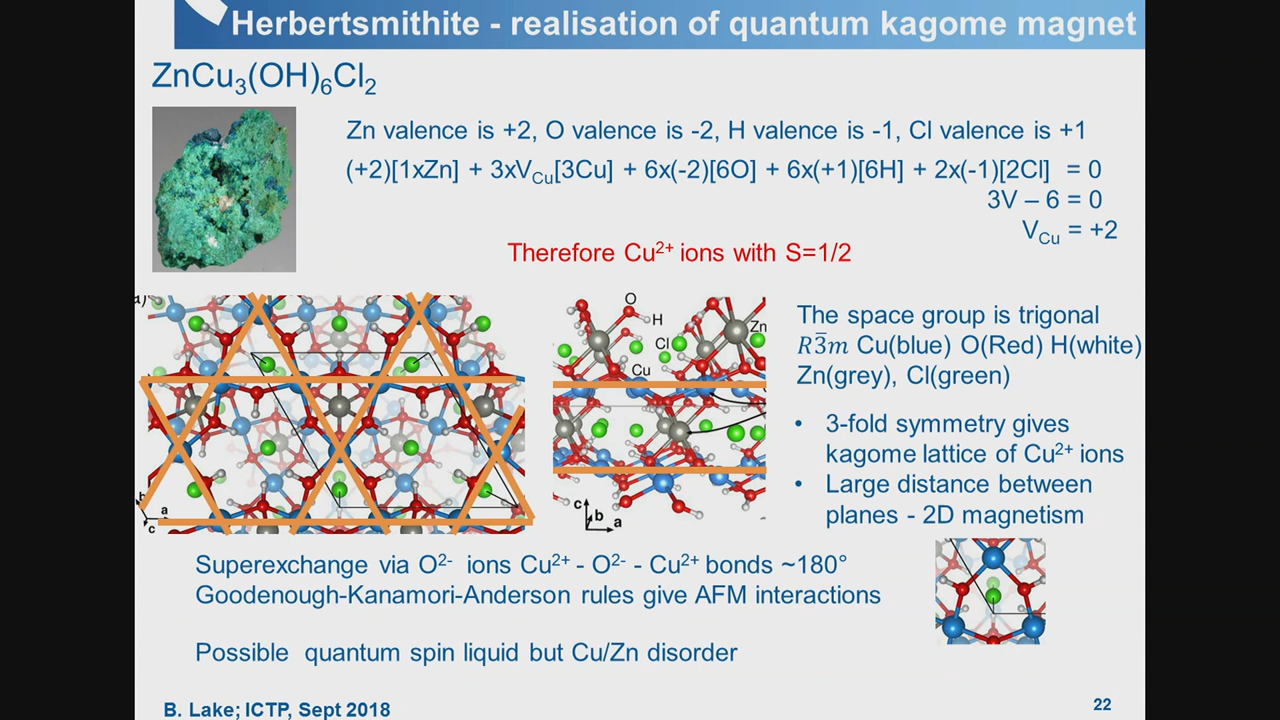 Herbertsmithite - realisation of quantum kagome magnet
ZnCu₃(OH)₆Cl₂
Zn valence is +2, O valence is -2, H valence is -1, Cl valence is +1
(+2)[1xZn] + 3xV_Cu[3Cu] + 6x(-2)[6O] + 6x(+1)[6H] + 2x(-1)[2Cl] = 0
3V – 6 = 0
V_Cu = +2
Therefore Cu²⁺ ions with S=1/2
a)
b
a
c
O
H
Zn
Cl
Cu
c
b
a
The space group is trigonal
R3̄m Cu(blue) O(Red) H(white)
Zn(grey), Cl(green)
• 3-fold symmetry gives
kagome lattice of Cu²⁺ ions
• Large distance between
planes - 2D magnetism
Superexchange via O²⁻ ions Cu²⁺ - O²⁻ - Cu²⁺ bonds ~180°
Goodenough-Kanamori-Anderson rules give AFM interactions
Possible quantum spin liquid but Cu/Zn disorder
B. Lake; ICTP, Sept 2018
22